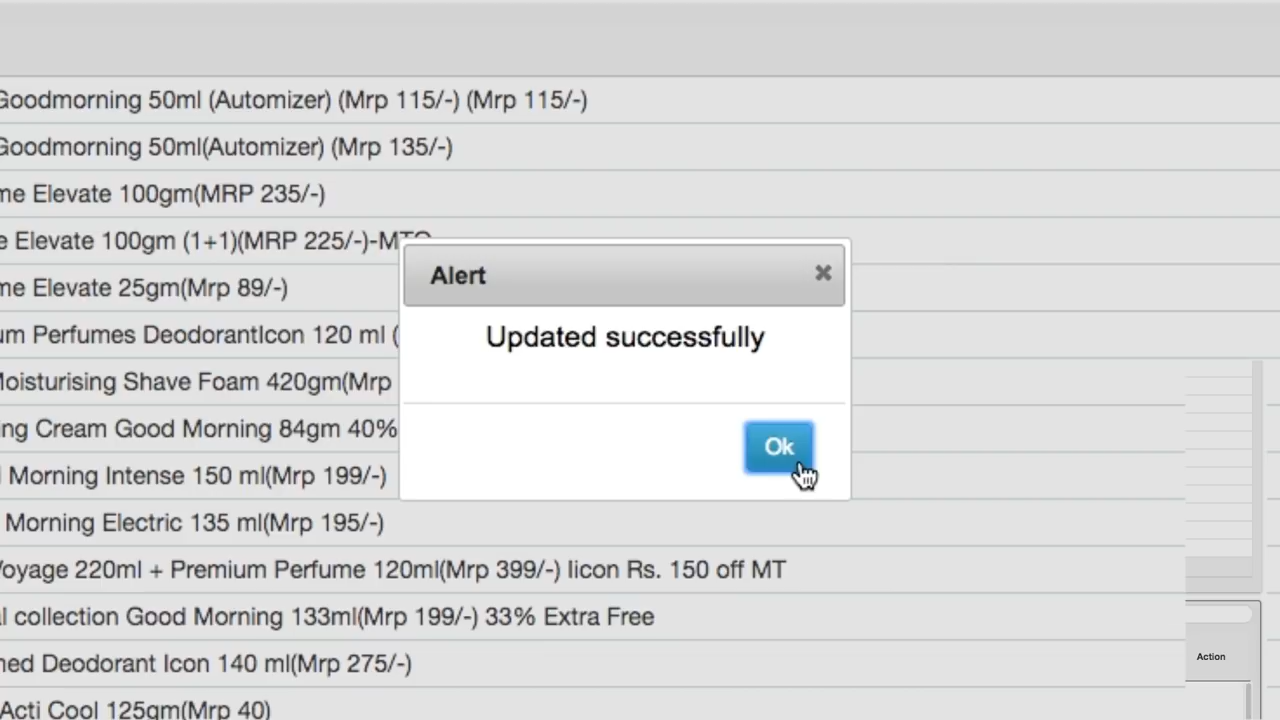 Goodmorning 50ml (Automizer) (Mrp 115/-) (Mrp 115/-)
Goodmorning 50ml(Automizer) (Mrp 135/-)
me Elevate 100gm(MRP 235/-)
e Elevate 100gm (1+1)(MRP 225/-)-MTO
Alert
me Elevate 25gm(Mrp 89/-)
um Perfumes DeodorantIcon 120 ml (
Updated successfully
Moisturising Shave Foam 420gm(Mrp
ing Cream Good Morning 84gm 40%
Ok
l Morning Intense 150 ml(Mrp 199/-)
Morning Electric 135 ml(Mrp 195/-)
Voyage 220ml + Premium Perfume 120ml(Mrp 399/-) Iicon Rs. 150 off MT
al collection Good Morning 133ml(Mrp 199/-) 33% Extra Free
med Deodorant Icon 140 ml(Mrp 275/-)
Action
Acti Cool 125gm(Mrp 40)